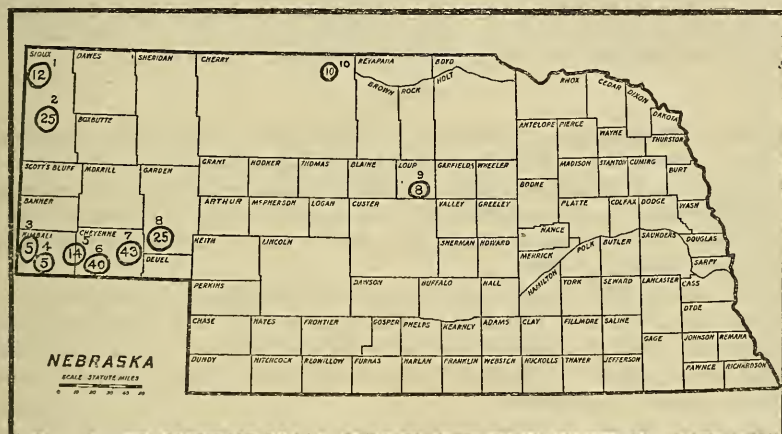 SIOUX DAWES SHERIDAN CHERRY KEYAPAHA BOYD
1
12
10 10
BROWN ROCK HOLT KNOX CEDAR DIXON
DAKOTA
2
25
BOXBUTTE ANTELOPE PIERCE WAYNE THURSTON
SCOTT'S BLUFF MORRILL GARDEN GRANT HOOKER THOMAS BLAINE LOUP GARFIELDS WHEELER MADISON STANTON CUMING BURT
9
8
BOONE
BANNER ARTHUR McPHERSON LOGAN CUSTER VALLEY GREELEY PLATTE COLFAX DODGE WASH
3 KIMBALL CHEYENNE
5 4
5
5
14
6
40
7
43
8
25
DEUEL
NANCE
KEITH LINCOLN SHERMAN HOWARD MERRICK POLK BUTLER SAUNDERS DOUGLAS
SARPY
HAMILTON
PERKINS DAWSON BUFFALO HALL YORK SEWARD LANCASTER CASS
OTOE
CHASE HAYES FRONTIER GOSPER PHELPS KEARNEY ADAMS CLAY FILLMORE SALINE
GAGE JOHNSON NEMAHA
DUNDY HITCHCOCK REDWILLOW FURNAS HARLAN FRANKLIN WEBSTER NUCKOLLS THAYER JEFFERSON PAWNEE RICHARDSON
NEBRASKA
SCALE STATUTE MILES